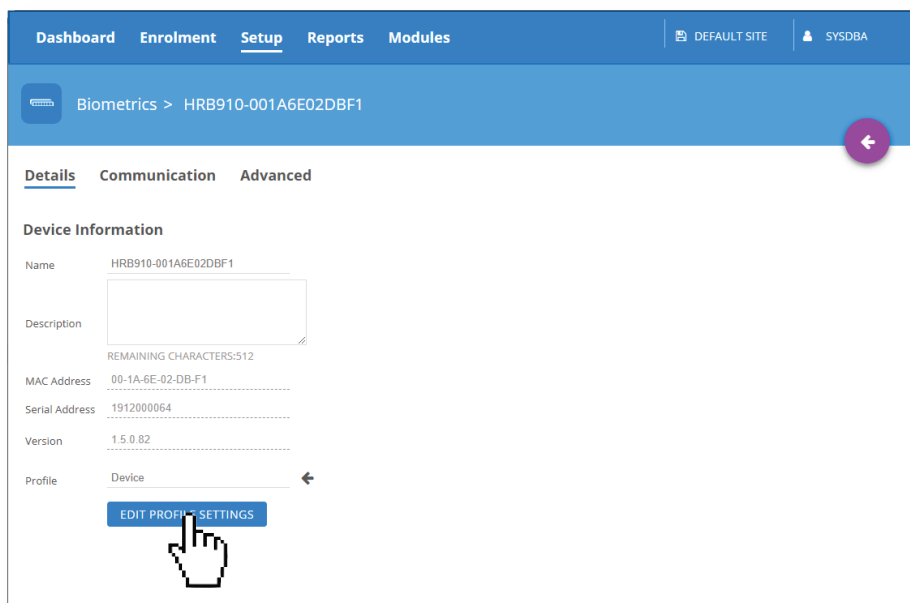 Dashboard Enrolment Setup Reports Modules DEFAULT SITE SYSDBA
Biometrics > HRB910-001A6E02DBF1
Details Communication Advanced
Device Information
Name HRB910-001A6E02DBF1
Description
REMAINING CHARACTERS:512
MAC Address 00-1A-6E-02-DB-F1
Serial Address 1912000064
Version 1.5.0.82
Profile Device
EDIT PROFILE SETTINGS